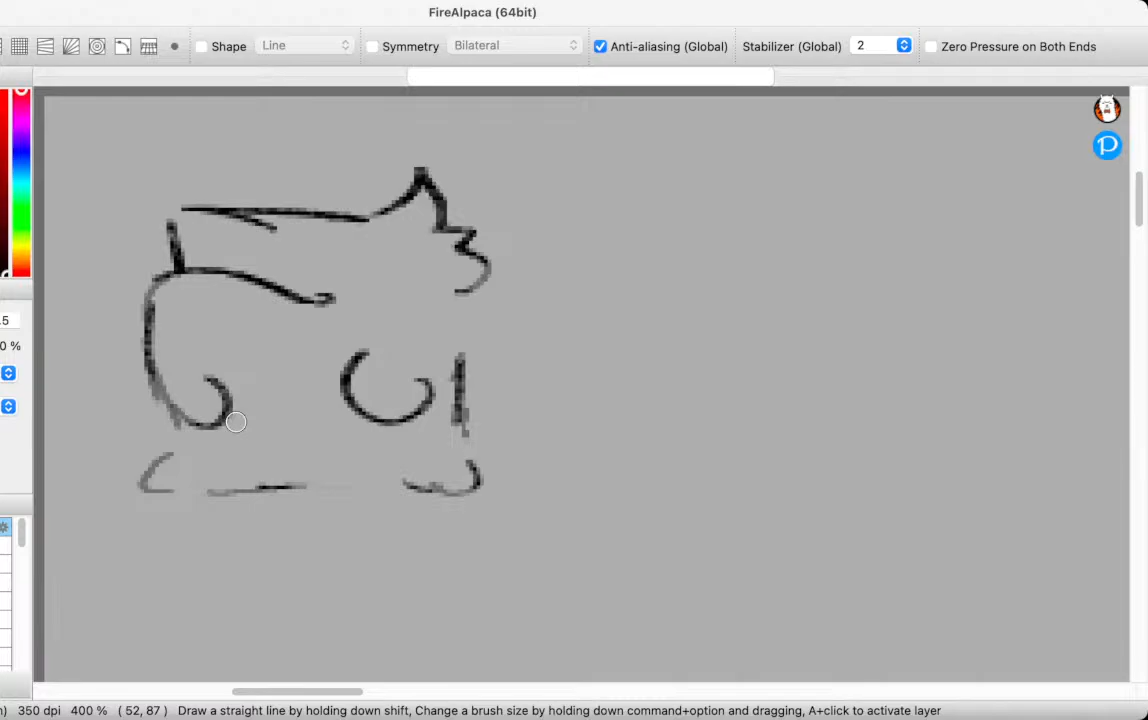 FireAlpaca (64bit)
Shape Line Symmetry Bilateral Anti-aliasing (Global) Stabilizer (Global) 2 Zero Pressure on Both Ends
.5
0 %
) 350 dpi 400 % ( 52, 87 ) Draw a straight line by holding down shift, Change a brush size by holding down command+option and dragging, A+click to activate layer